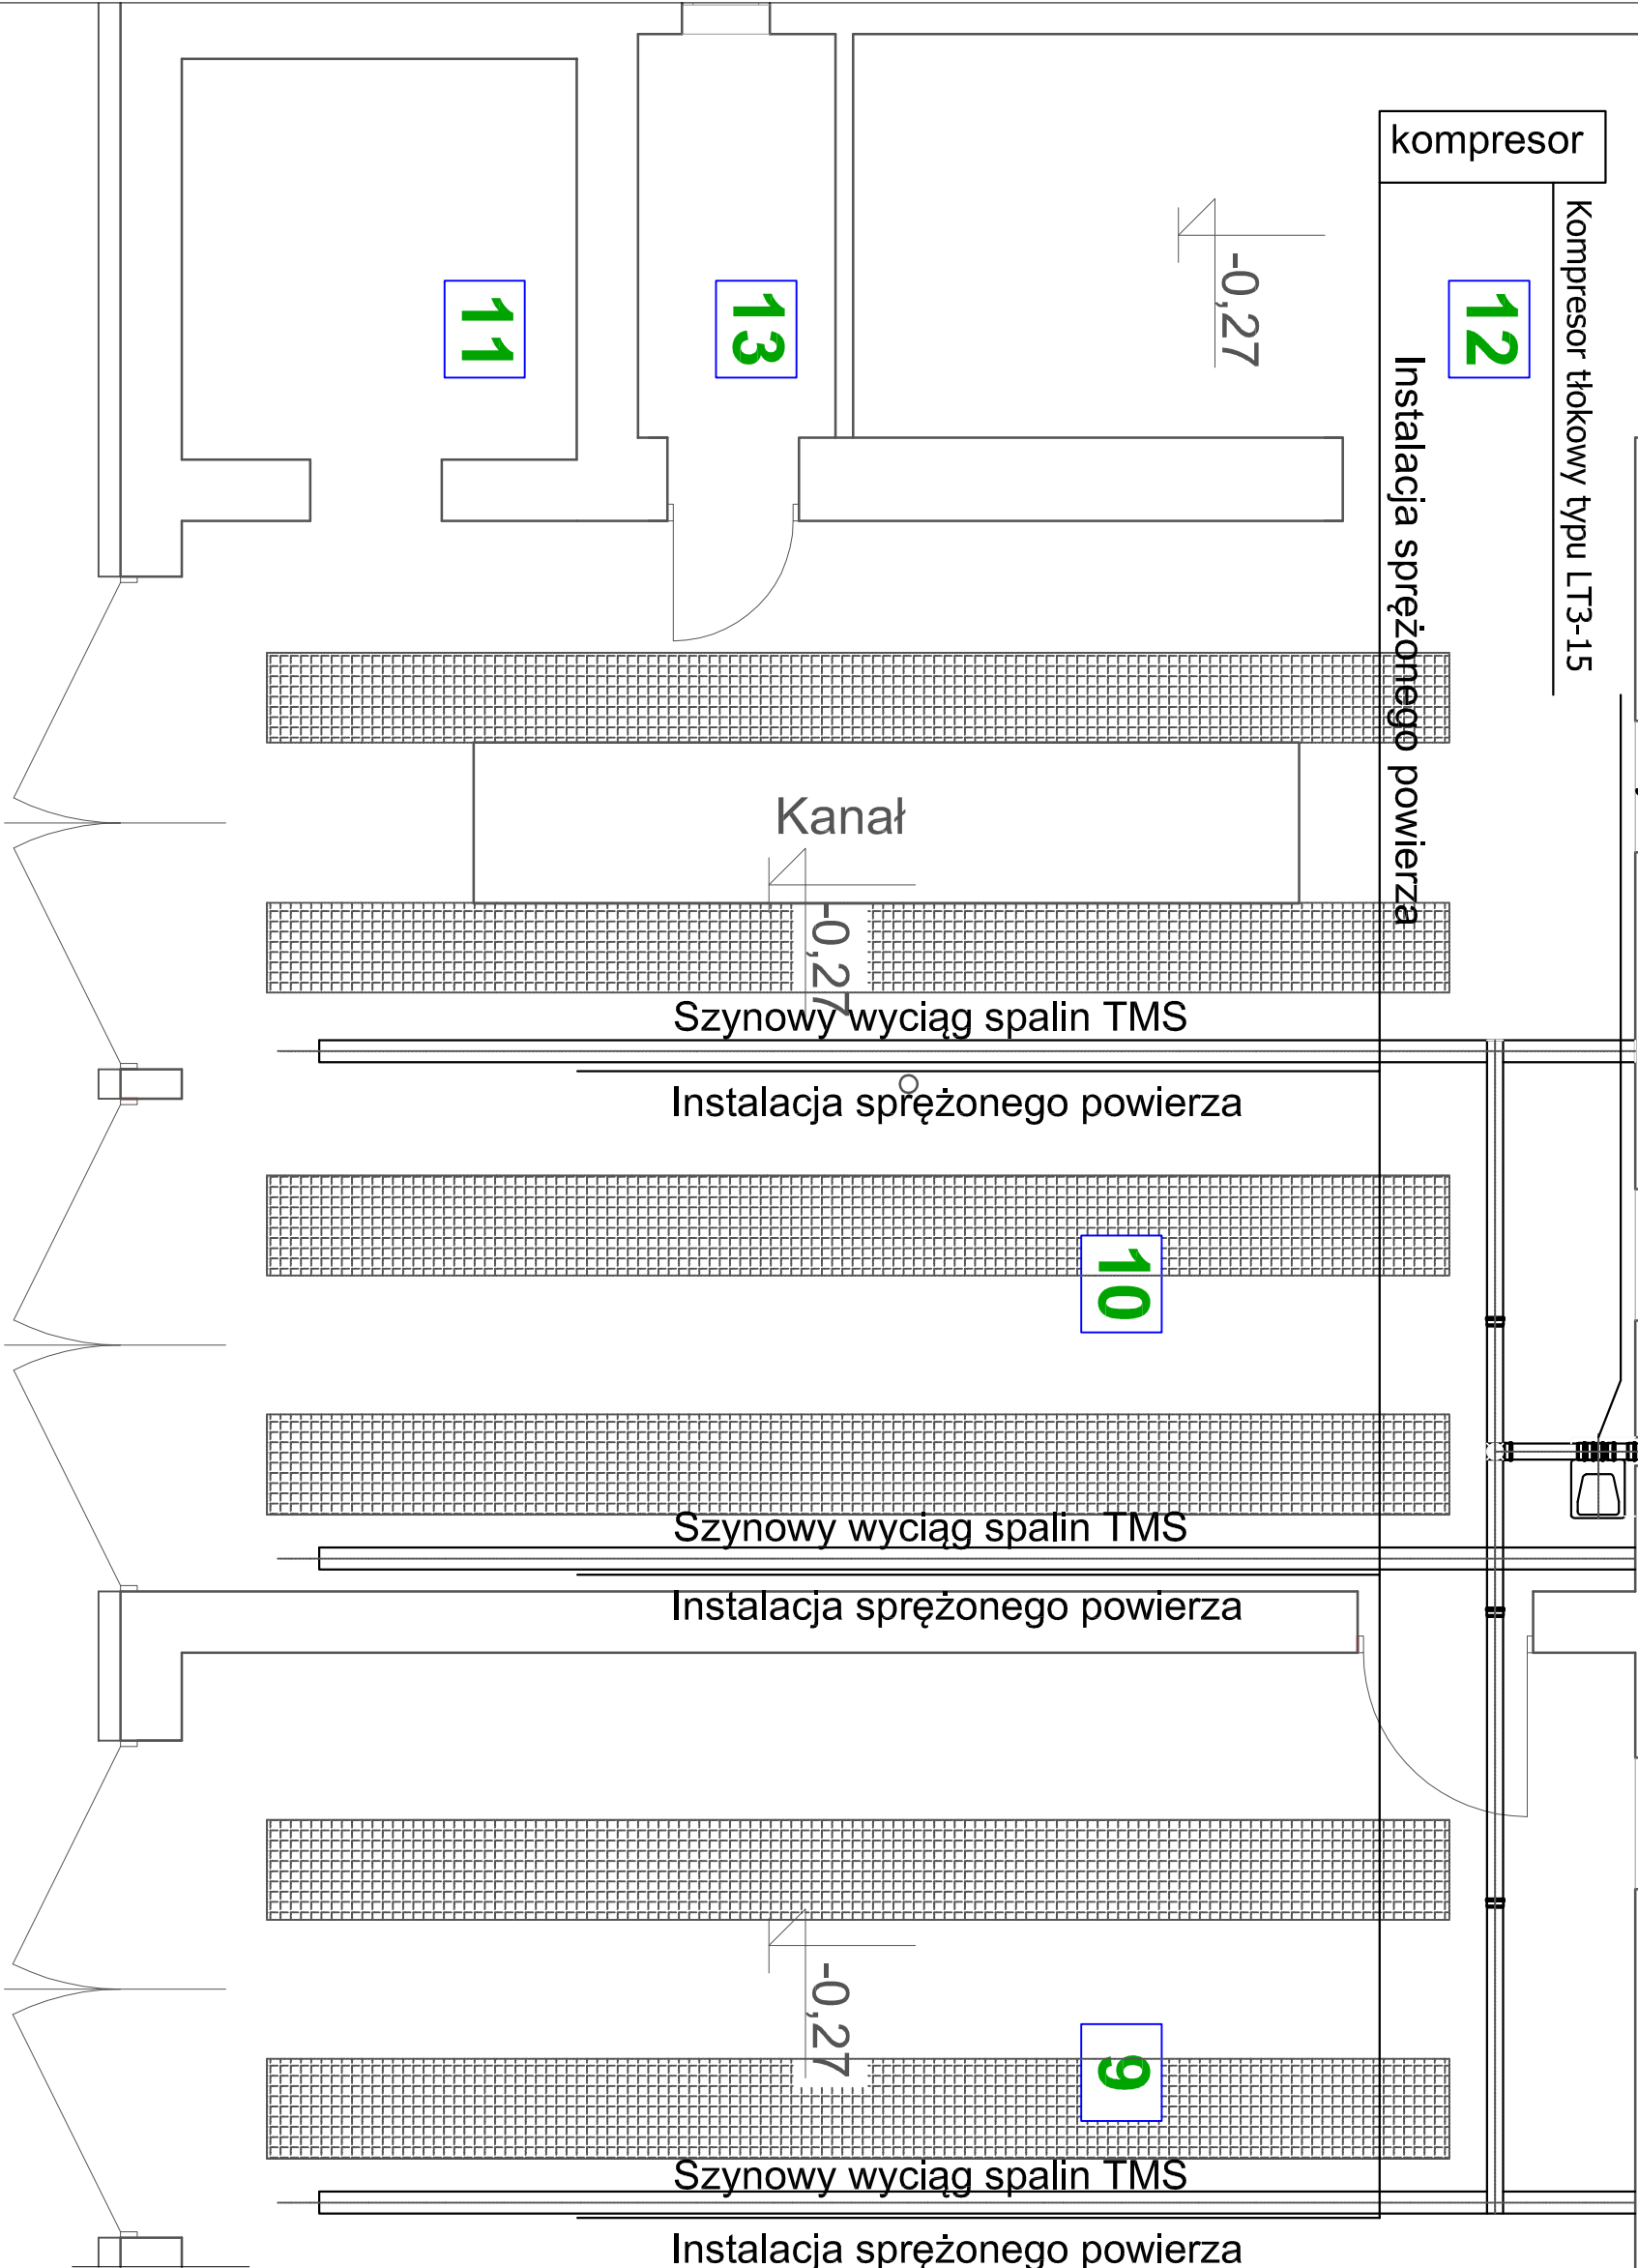 kompresor
Kompresor tłokowy typu LT3-15
12
-0,27
13
11
Instalacja sprężonego powierza
Kanał
-0,27
Szynowy wyciąg spalin TMS
Instalacja sprężonego powierza
10
Szynowy wyciąg spalin TMS
Instalacja sprężonego powierza
-0,27
9
Szynowy wyciąg spalin TMS
Instalacja sprężonego powierza